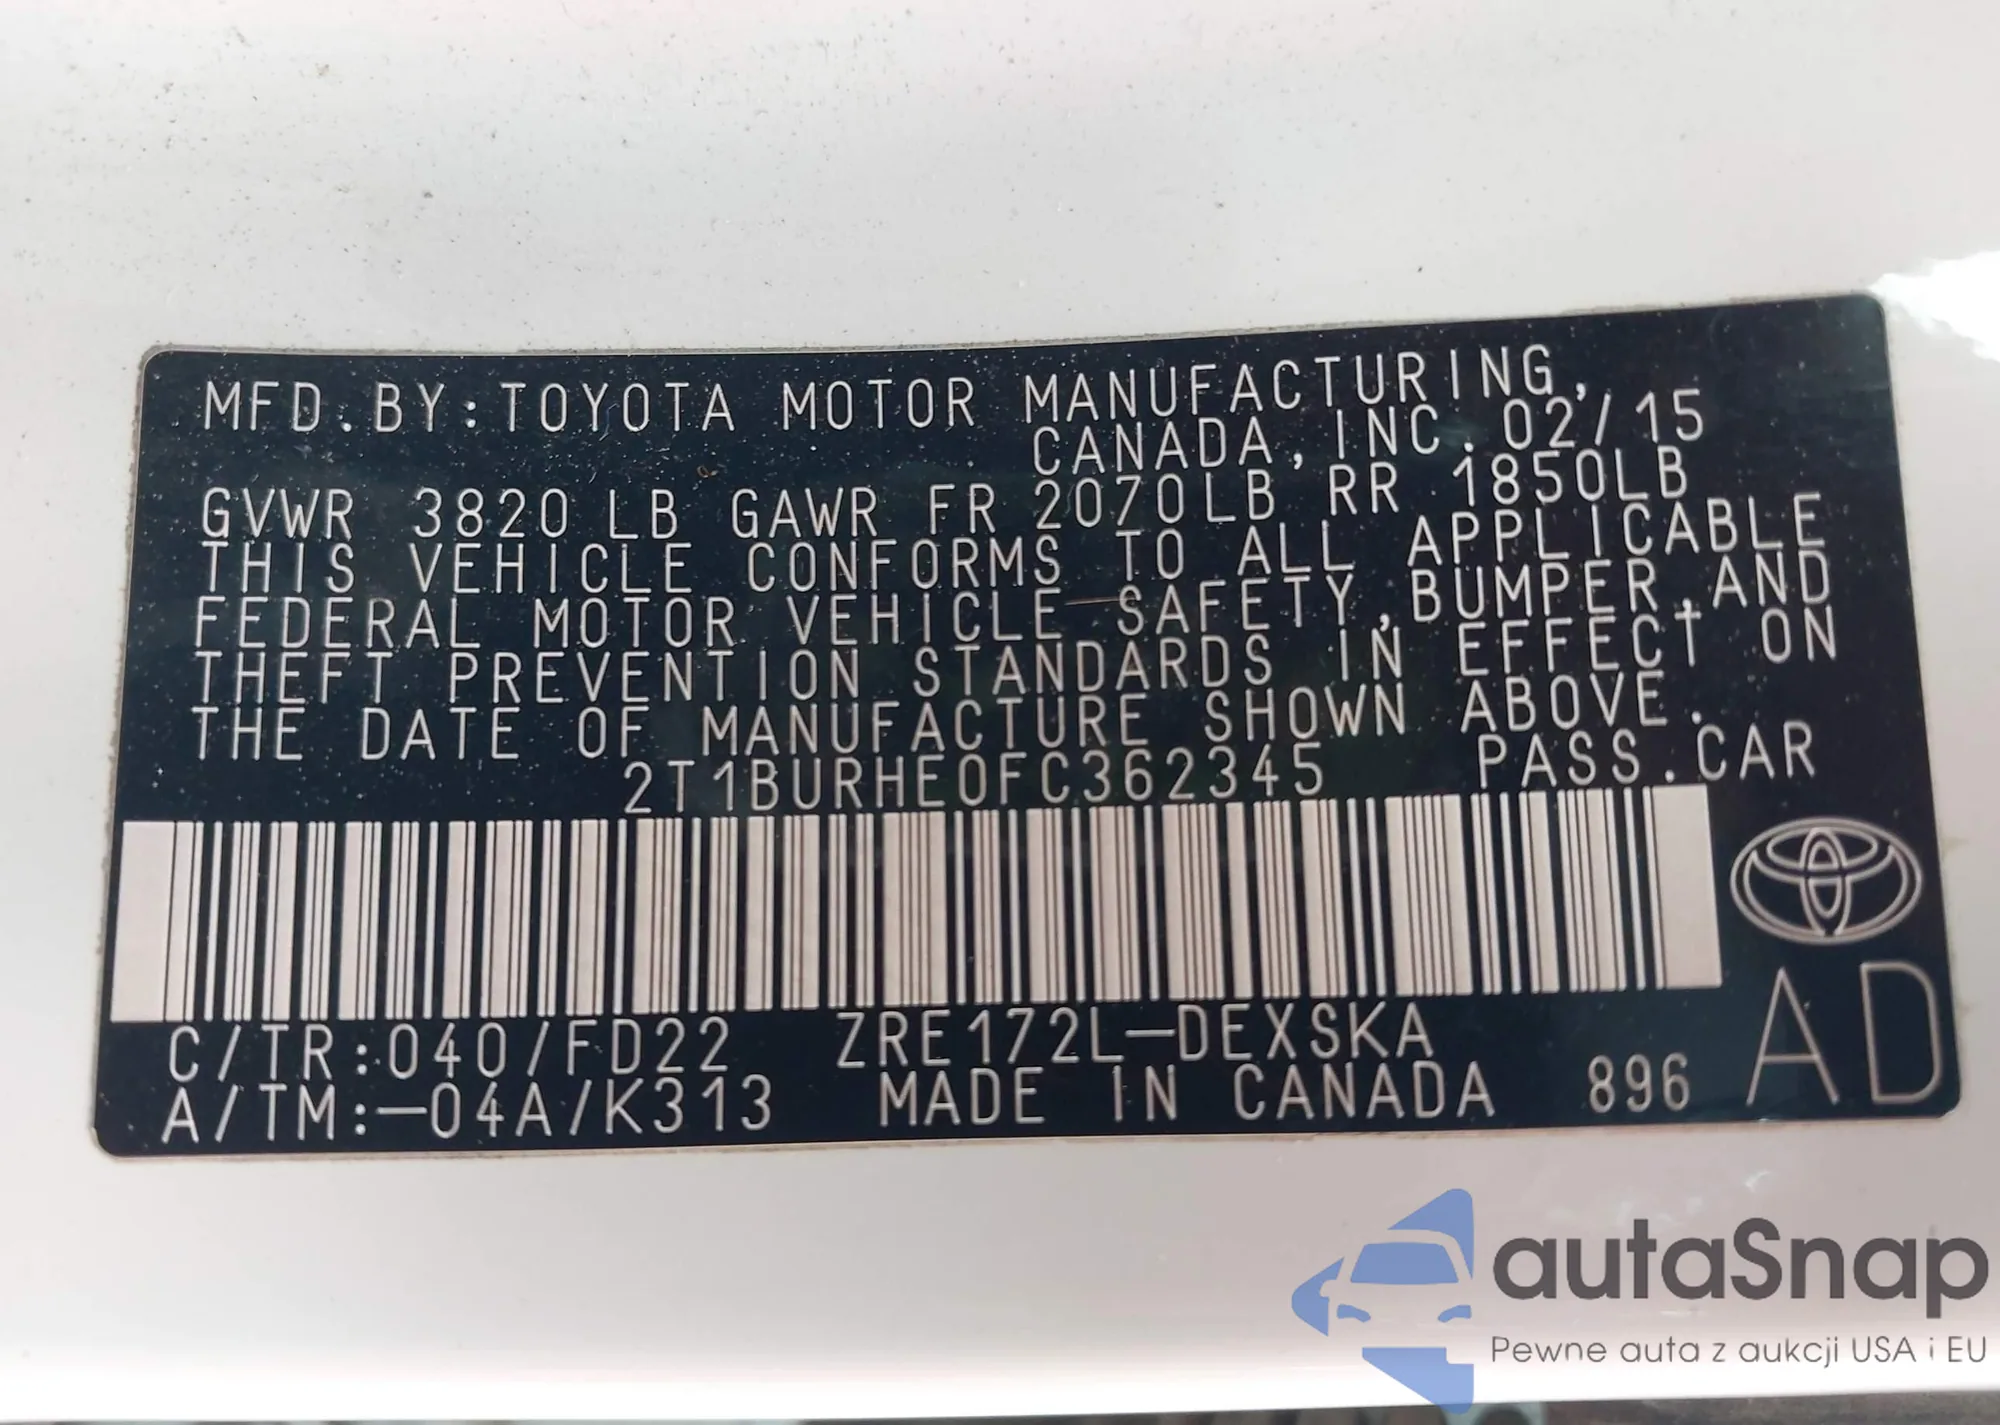 MFD.BY:TOYOTA MOTOR MANUFACTURING,
CANADA,INC.02/15
GVWR 3820 LB GAWR FR 2070LB RR 1850LB
THIS VEHICLE CONFORMS TO ALL APPLICABLE
FEDERAL MOTOR VEHICLE SAFETY,BUMPER,AND
THEFT PREVENTION STANDARDS IN EFFECT ON
THE DATE OF MANUFACTURE SHOWN ABOVE.
2T1BURHE0FC362345 PASS.CAR
C/TR:040/FD22 ZRE172L-DEXSKA
A/TM:-04A/K313 MADE IN CANADA 896 AD
autaSnap
Pewne auta z aukcji USA i EU